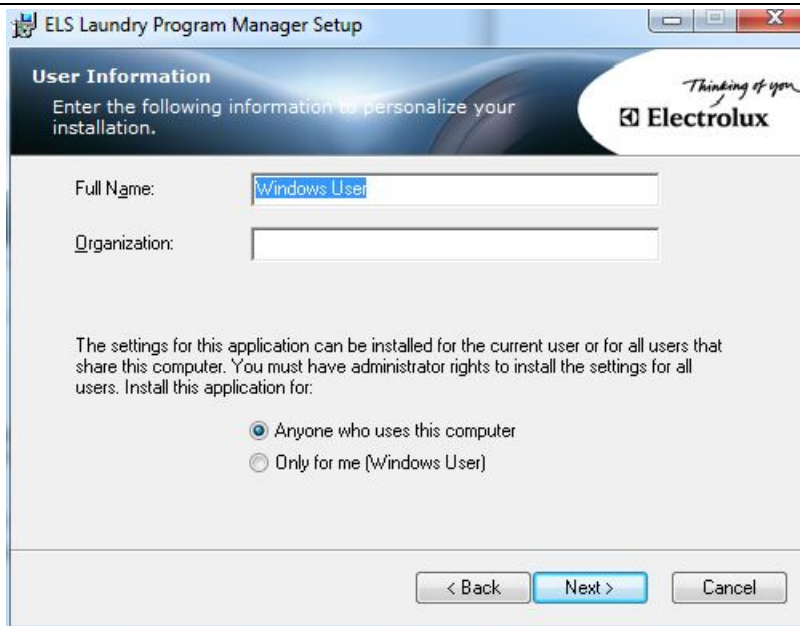 ELS Laundry Program Manager Setup
User Information
Enter the following information to personalize your
installation.
Thinking of you
Electrolux
Full Name:
Windows User
Organization:
The settings for this application can be installed for the current user or for all users that
share this computer. You must have administrator rights to install the settings for all
users. Install this application for:
Anyone who uses this computer
Only for me (Windows User)
< Back
Next >
Cancel